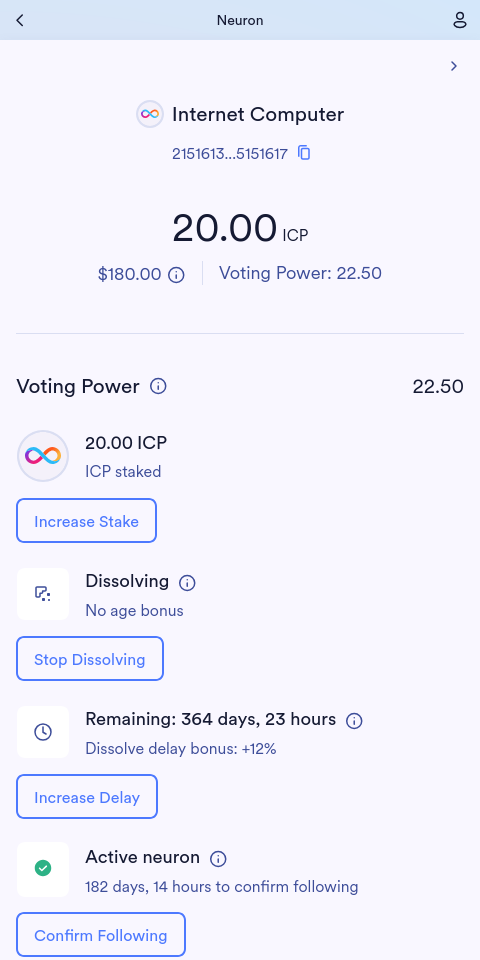 Neuron
Internet Computer
2151613...5151617
20.00 ICP
$180.00
Voting Power: 22.50
Voting Power
22.50
20.00 ICP
ICP staked
Increase Stake
Dissolving
No age bonus
Stop Dissolving
Remaining: 364 days, 23 hours
Dissolve delay bonus: +12%
Increase Delay
Active neuron
182 days, 14 hours to confirm following
Confirm Following